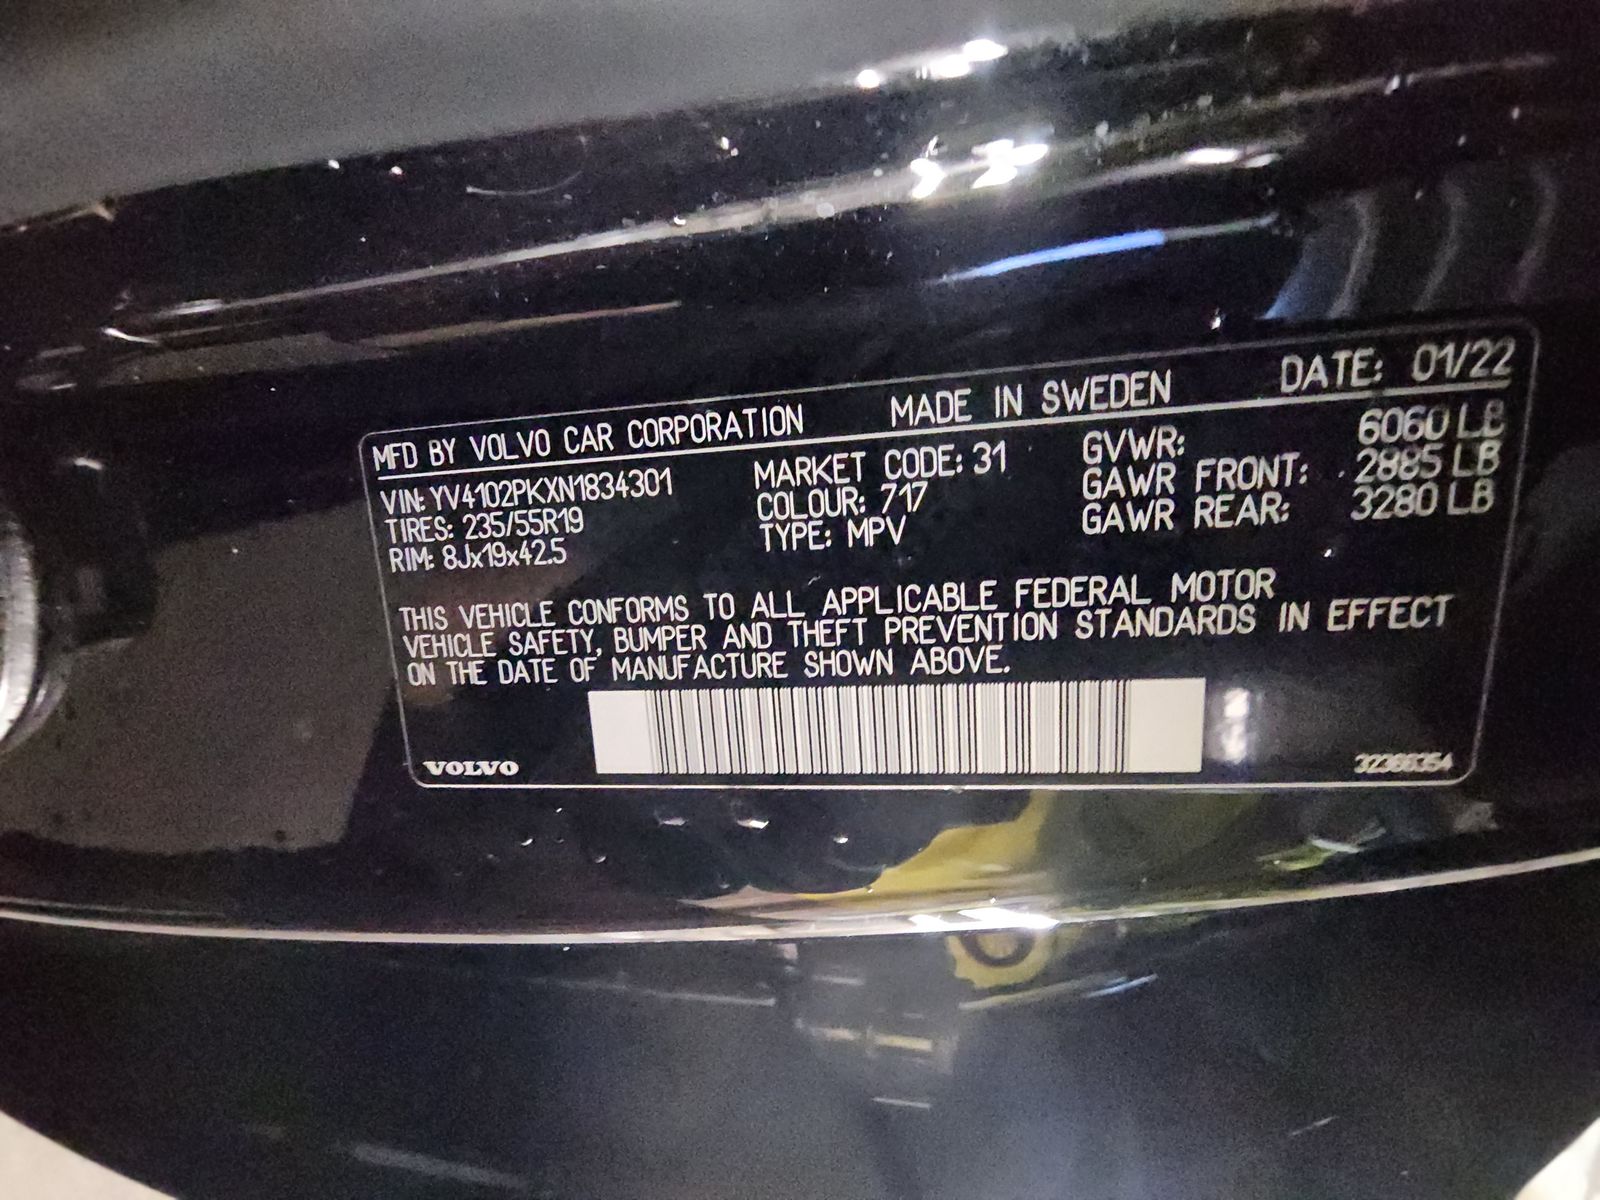 MFD BY VOLVO CAR CORPORATION MADE IN SWEDEN DATE: 01/22
VIN: YV4102PKXN1834301 MARKET CODE: 31 GVWR: 6060 LB
TIRES: 235/55R19 COLOUR: 717 GAWR FRONT: 2885 LB
RIM: 8Jx19x42.5 TYPE: MPV GAWR REAR: 3280 LB
THIS VEHICLE CONFORMS TO ALL APPLICABLE FEDERAL MOTOR
VEHICLE SAFETY, BUMPER AND THEFT PREVENTION STANDARDS IN EFFECT
ON THE DATE OF MANUFACTURE SHOWN ABOVE.
VOLVO